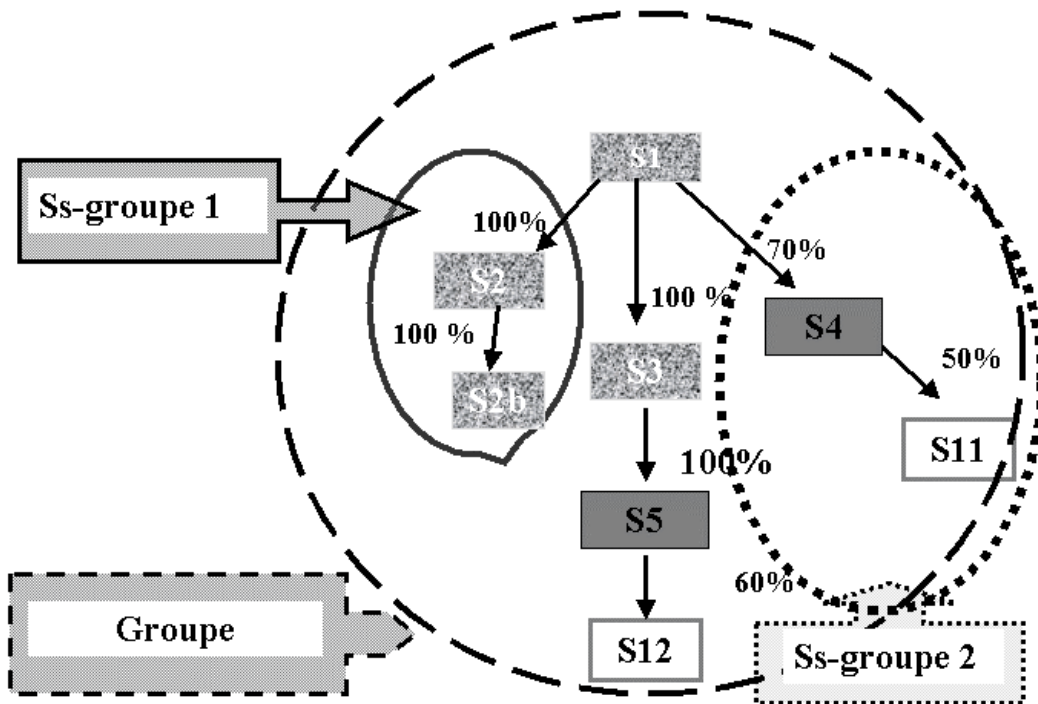 S1
Ss-groupe 1
100%
70%
S2
100 %
S4
100 %
S3
50%
S2b
S11
100%
S5
60%
Groupe
S12
Ss-groupe 2